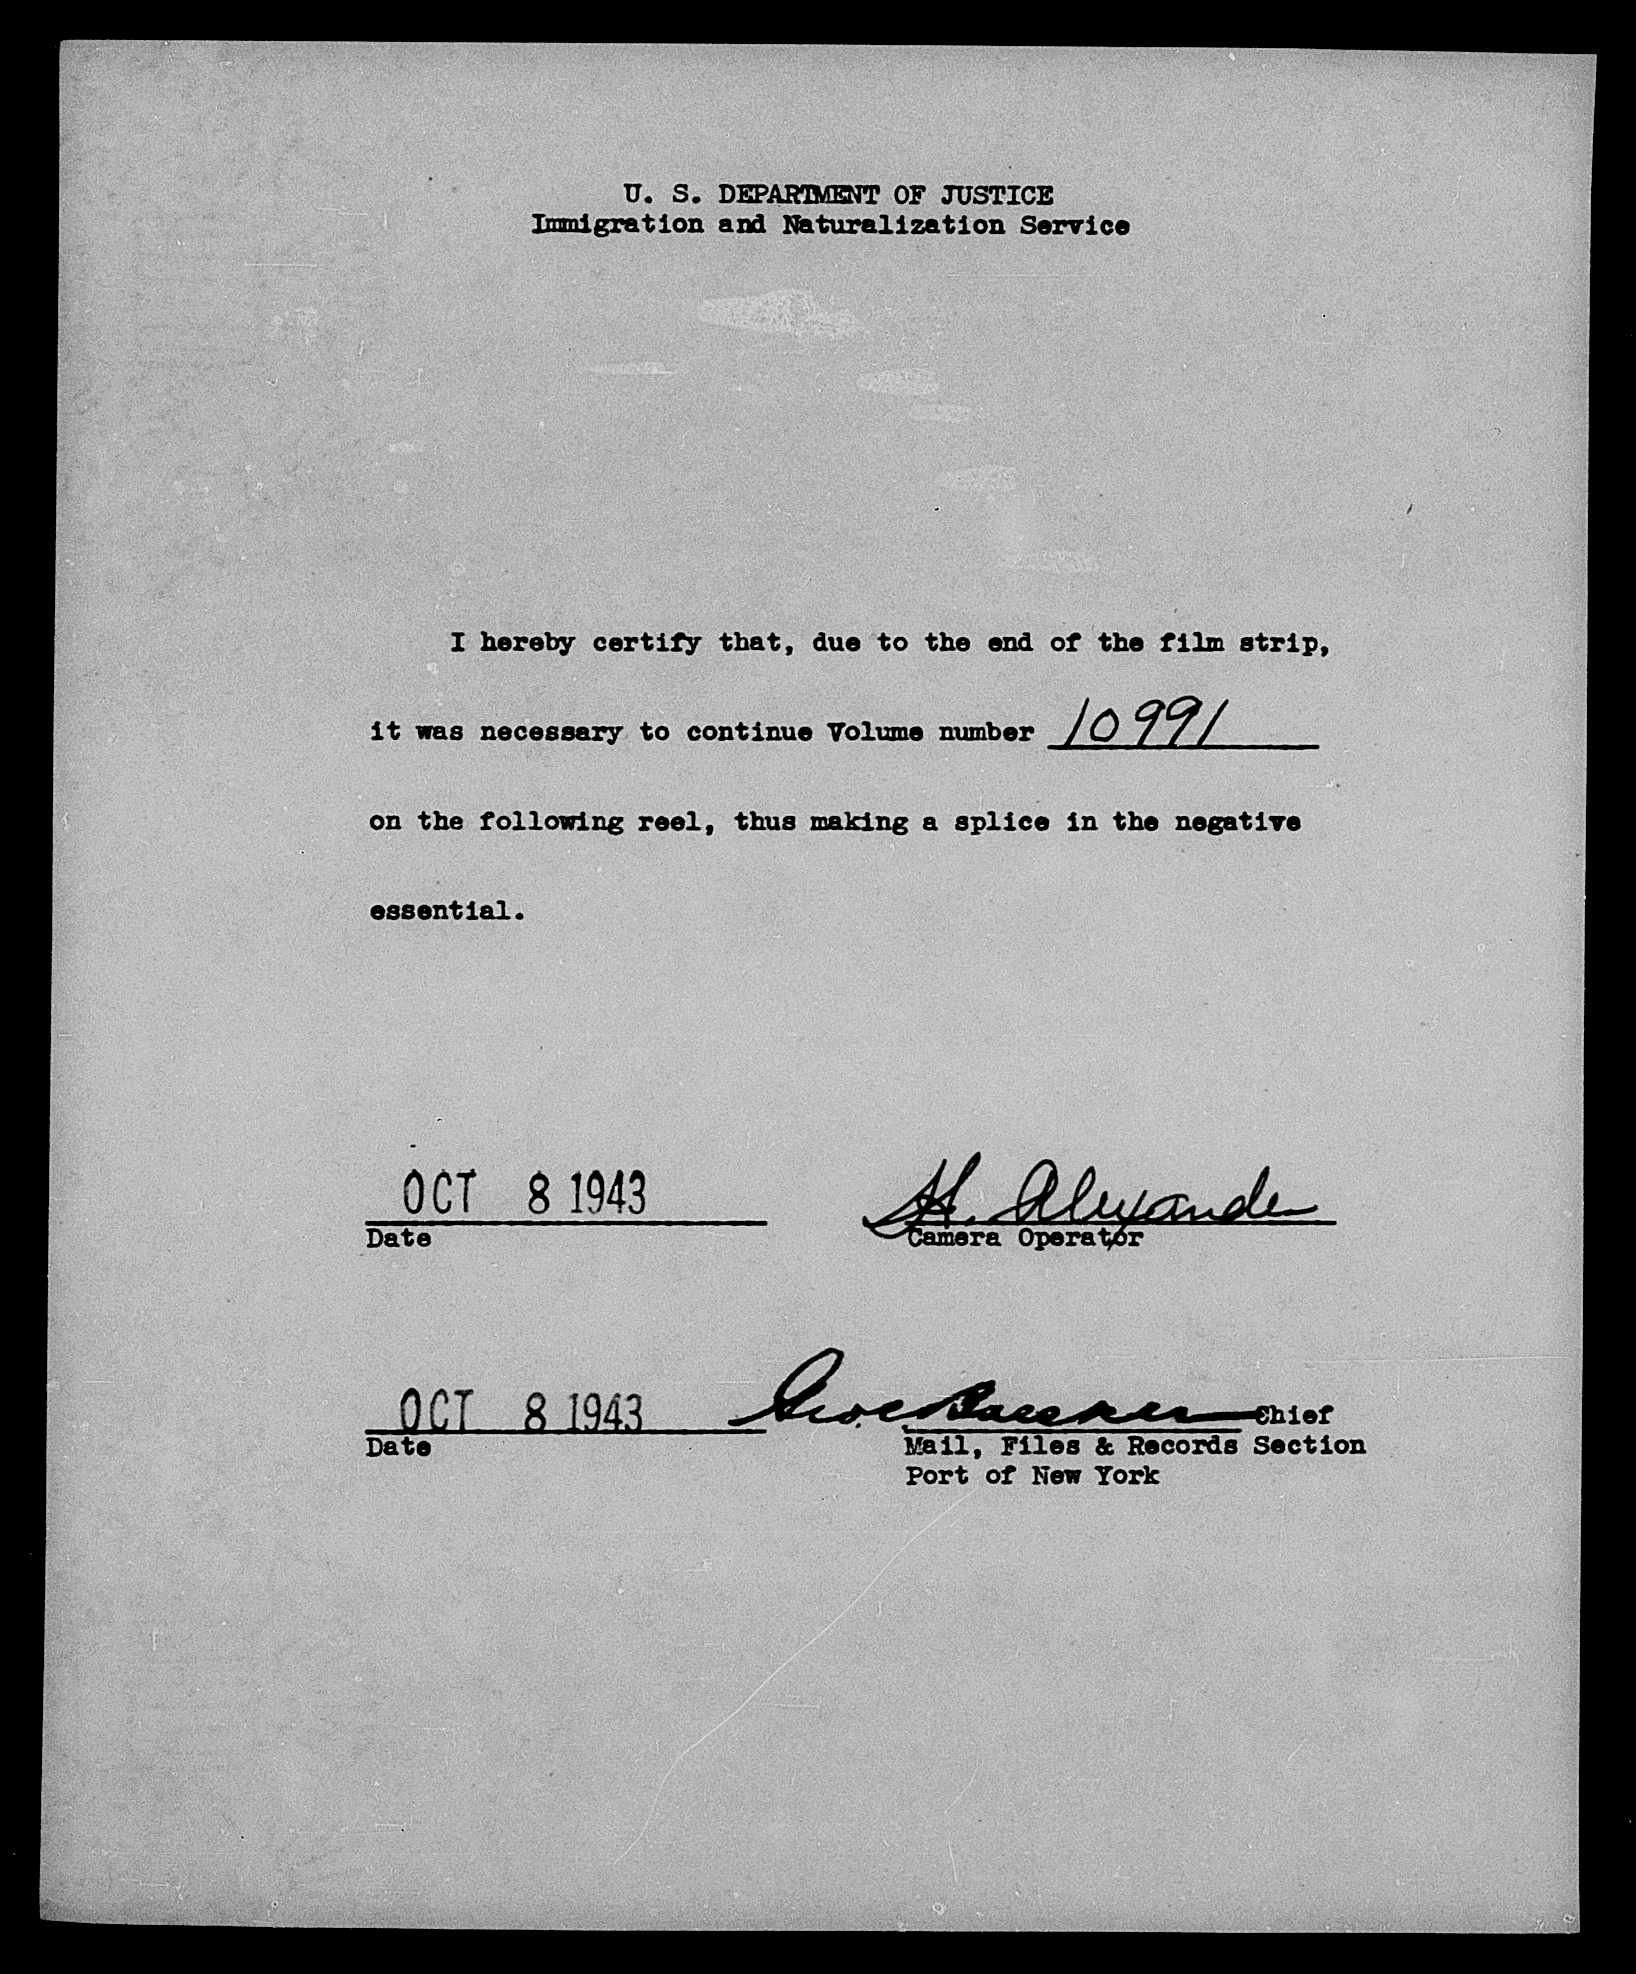 U. S. DEPARTMENT OF JUSTICE
Immigration and Naturalization Service
I hereby certify that, due to the end of the film strip,
it was necessary to continue Volume number 10991
on the following reel, thus making a splice in the negative
essential.
OCT 8 1943 H. Alexander
Date Camera Operator
OCT 8 1943 Chief
Date Mail, Files & Records Section
Port of New York